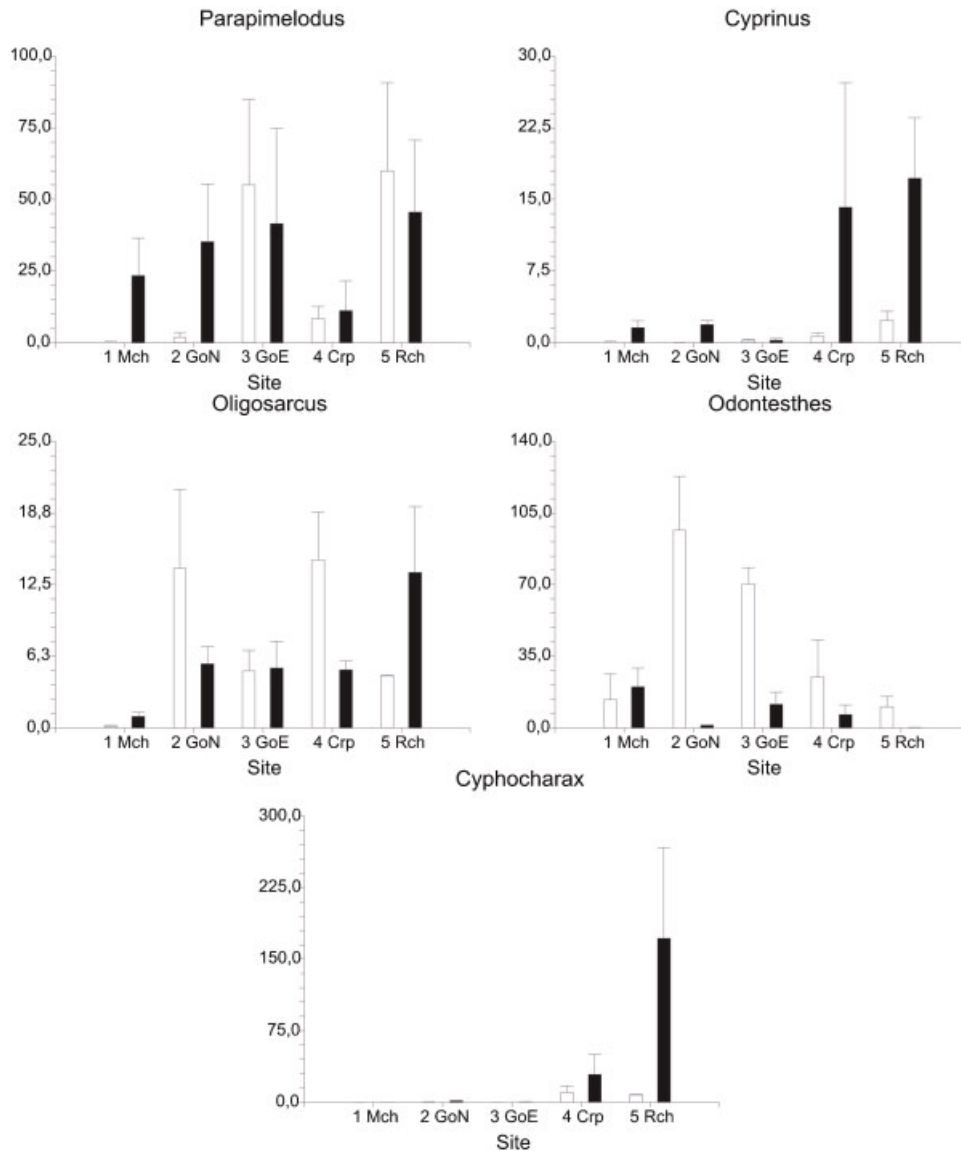 Parapimelodus
100,0
75,0
50,0
25,0
0,0
1 Mch 2 GoN 3 GoE 4 Crp 5 Rch
Site
Cyprinus
30,0
22,5
15,0
7,5
0,0
1 Mch 2 GoN 3 GoE 4 Crp 5 Rch
Site
Oligosarcus
25,0
18,8
12,5
6,3
0,0
1 Mch 2 GoN 3 GoE 4 Crp 5 Rch
Site
Odontesthes
140,0
105,0
70,0
35,0
0,0
1 Mch 2 GoN 3 GoE 4 Crp 5 Rch
Site
Cyphocharax
300,0
225,0
150,0
75,0
0,0
1 Mch 2 GoN 3 GoE 4 Crp 5 Rch
Site